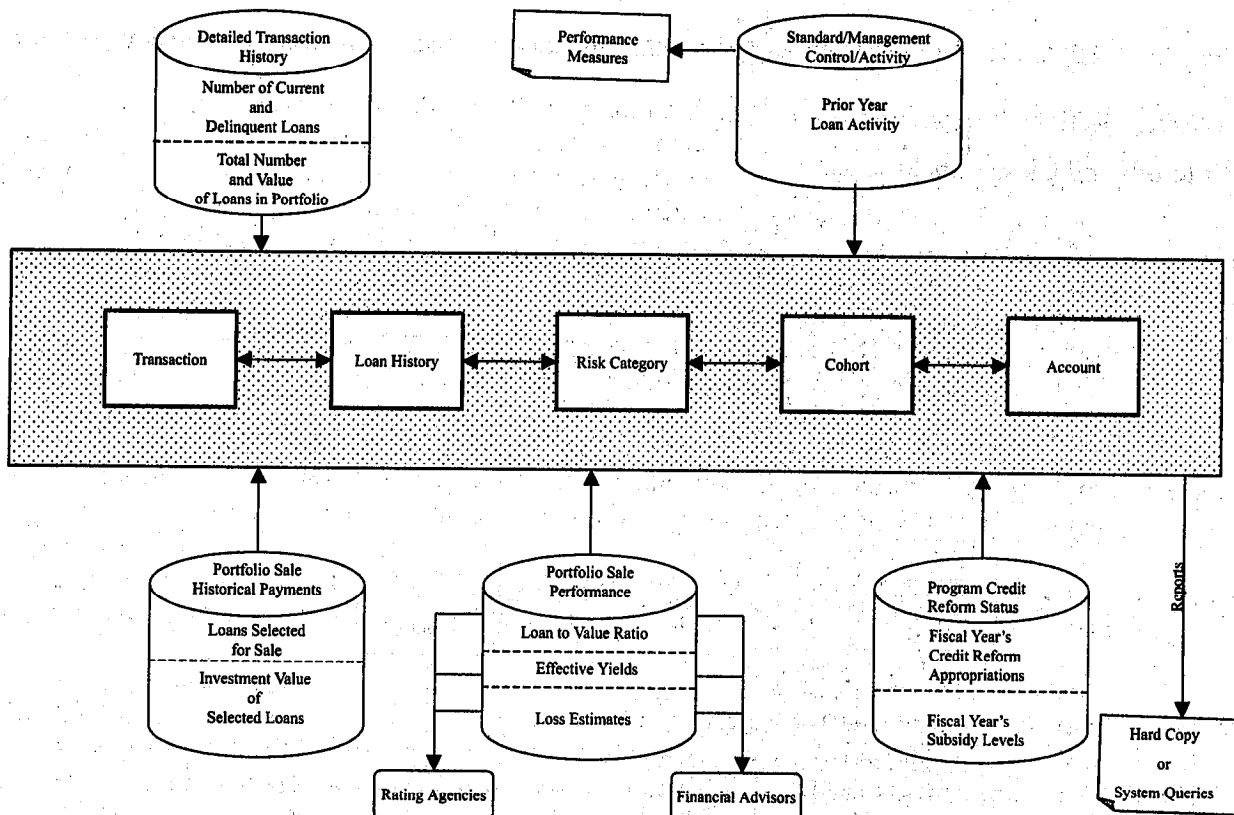 Detailed Transaction
History
Number of Current
and
Delinquent Loans
Total Number
and Value
of Loans in Portfolio
Performance
Measures
Standard/Management
Control/Activity
Prior Year
Loan Activity
Transaction
Loan History
Risk Category
Cohort
Account
Portfolio Sale
Historical Payments
Loans Selected
for Sale
Investment Value
of
Selected Loans
Portfolio Sale
Performance
Loan to Value Ratio
Effective Yields
Loss Estimates
Rating Agencies
Financial Advisors
Program Credit
Reform Status
Fiscal Year's
Credit Reform
Appropriations
Fiscal Year's
Subsidy Levels
Reports
Hard Copy
or
System Queries